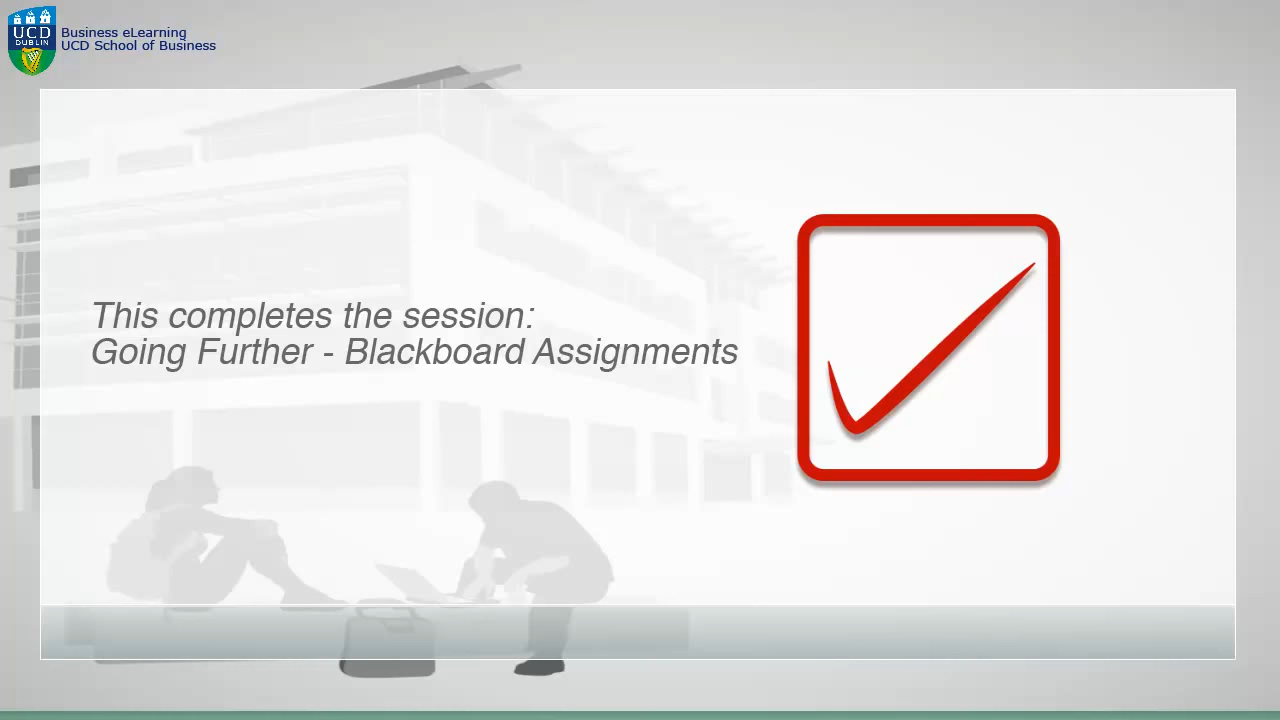 UCD
DUBLIN
Business eLearning
UCD School of Business
This completes the session:
Going Further - Blackboard Assignments